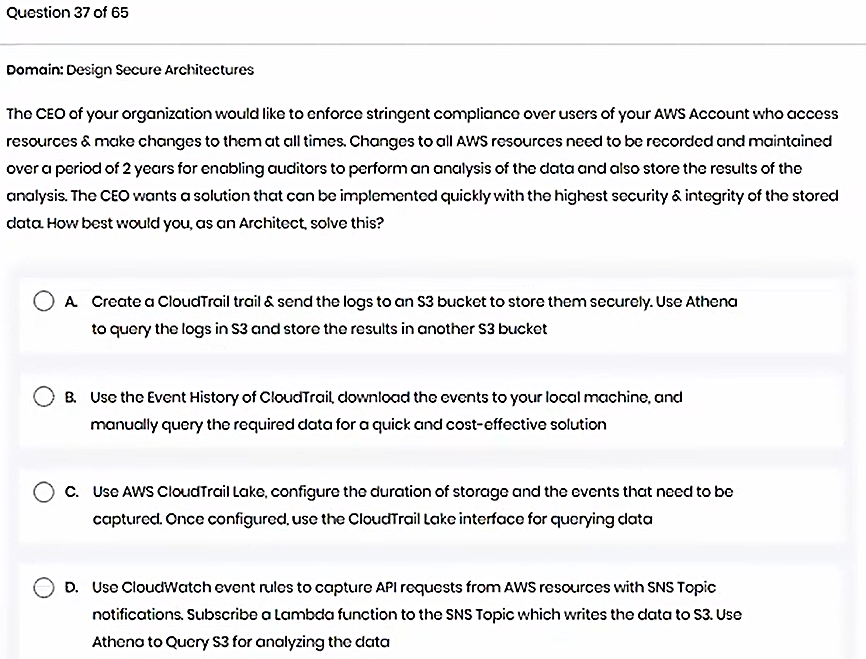 Question 37 of 65
Domain: Design Secure Architectures
The CEO of your organization would like to enforce stringent compliance over users of your AWS Account who access
resources & make changes to them at all times. Changes to all AWS resources need to be recorded and maintained
over a period of 2 years for enabling auditors to perform an analysis of the data and also store the results of the
analysis. The CEO wants a solution that can be implemented quickly with the highest security & integrity of the stored
data. How best would you, as an Architect, solve this?
A. Create a CloudTrail trail & send the logs to an S3 bucket to store them securely. Use Athena
to query the logs in S3 and store the results in another S3 bucket
B. Use the Event History of CloudTrail, download the events to your local machine, and
manually query the required data for a quick and cost-effective solution
C. Use AWS CloudTrail Lake, configure the duration of storage and the events that need to be
captured. Once configured, use the CloudTrail Lake interface for querying data
D. Use CloudWatch event rules to capture API requests from AWS resources with SNS Topic
notifications. Subscribe a Lambda function to the SNS Topic which writes the data to S3. Use
Athena to Query S3 for analyzing the data